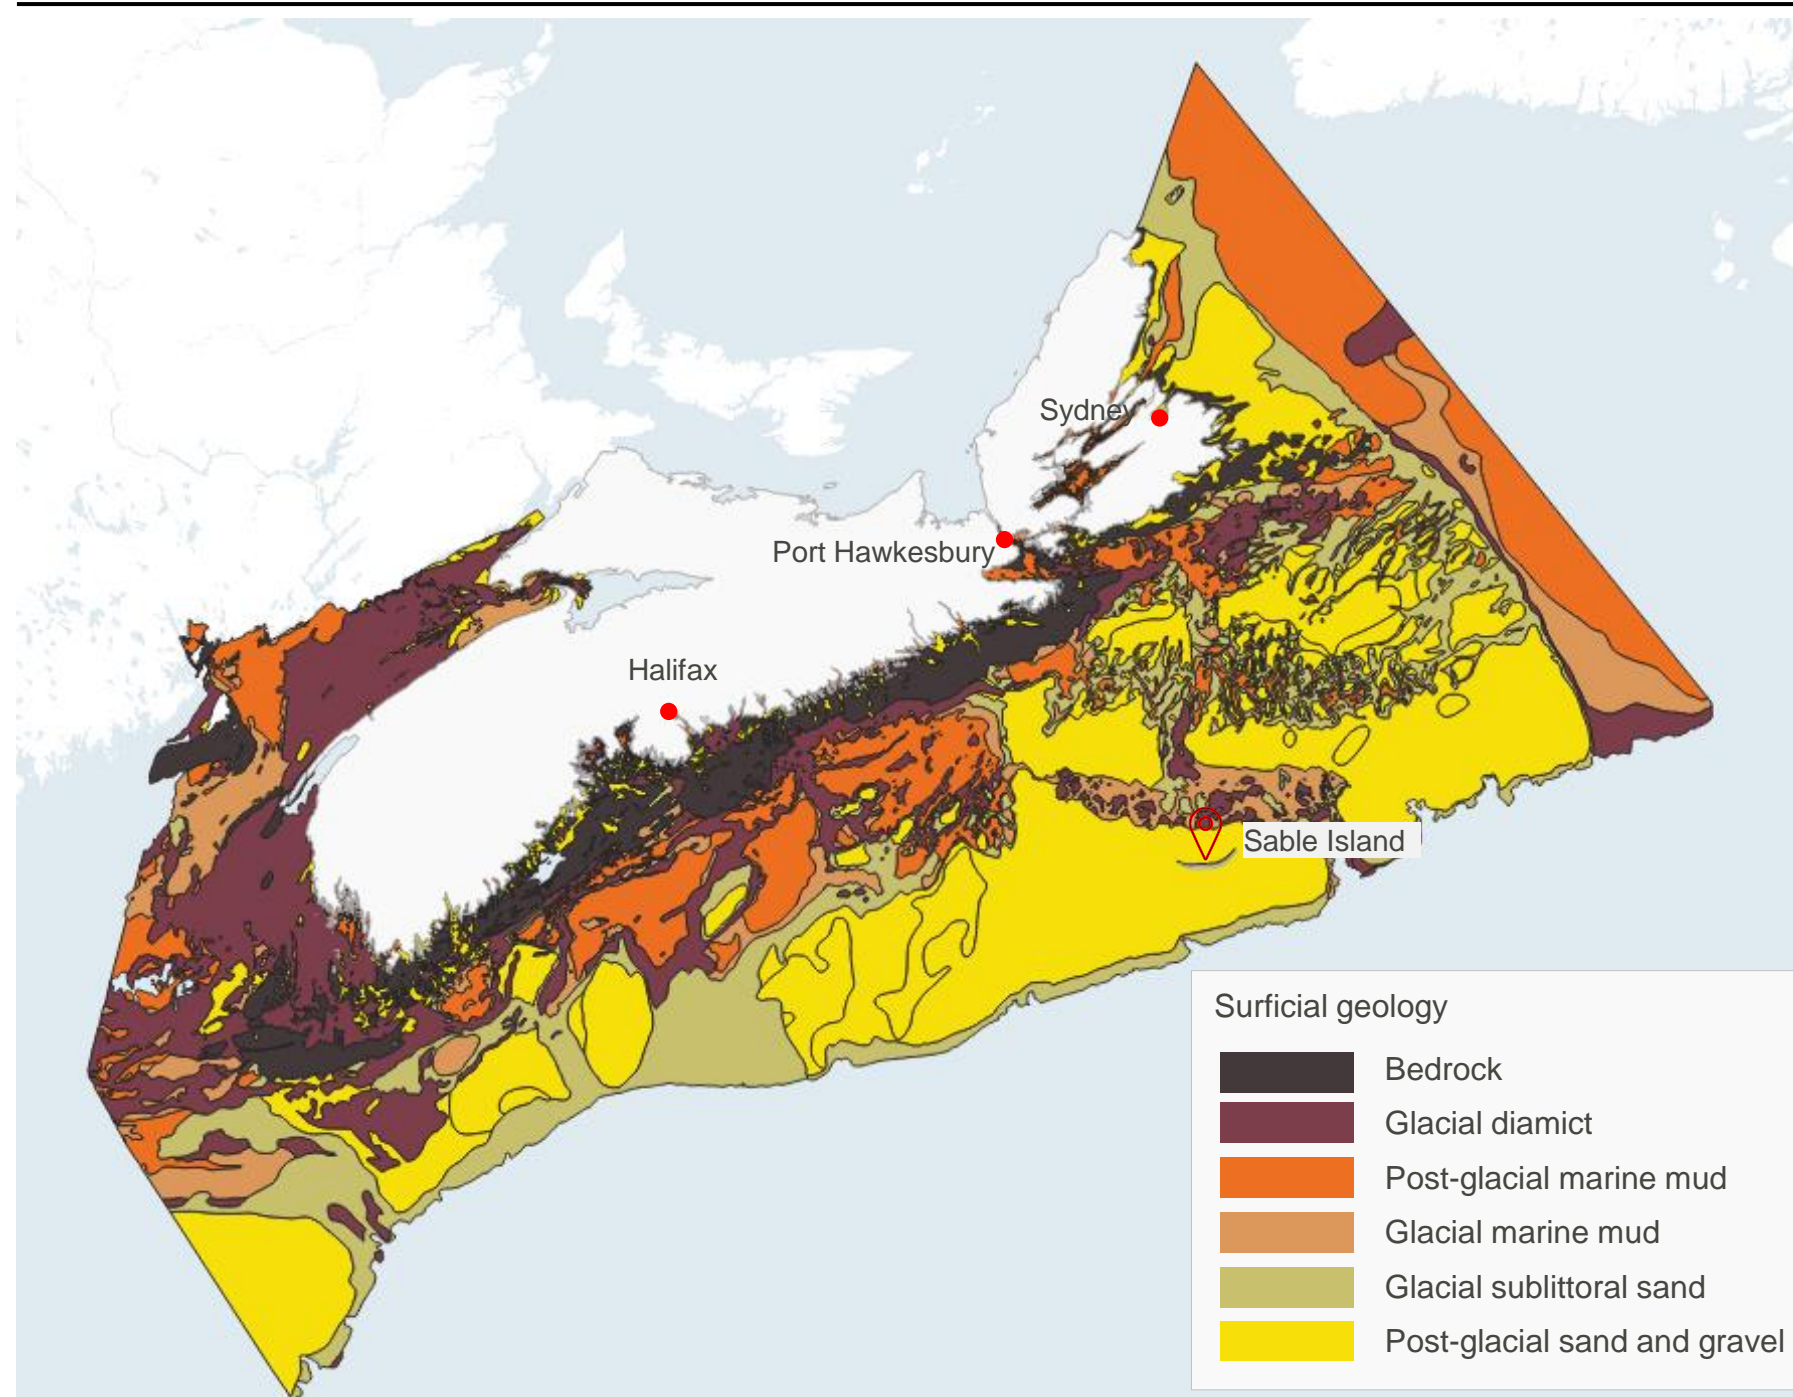 Sydney
Port Hawkesbury
Halifax
Sable Island
Surficial geology
Bedrock
Glacial diamict
Post-glacial marine mud
Glacial marine mud
Glacial sublittoral sand
Post-glacial sand and gravel